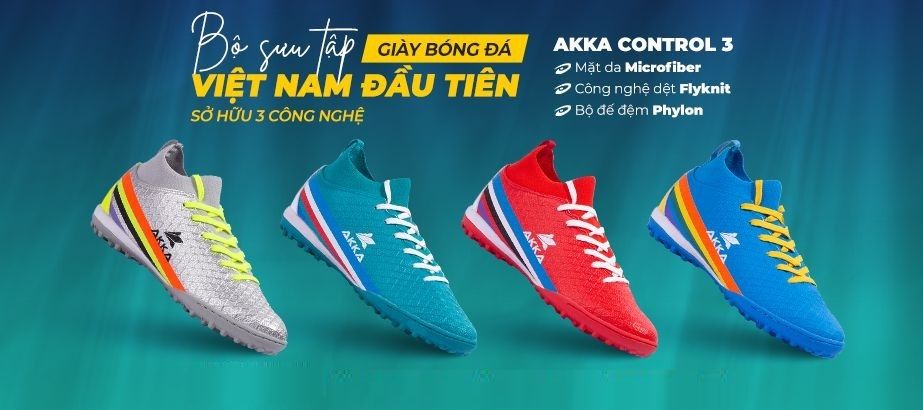 Bộ sưu tập
GIÀY BÓNG ĐÁ
VIỆT NAM ĐẦU TIÊN
SỞ HỮU 3 CÔNG NGHỆ
AKKA CONTROL 3
Mặt da Microfiber
Công nghệ dệt Flyknit
Bộ đế đệm Phylon
AKKA
AKKA
AKKA
AKKA